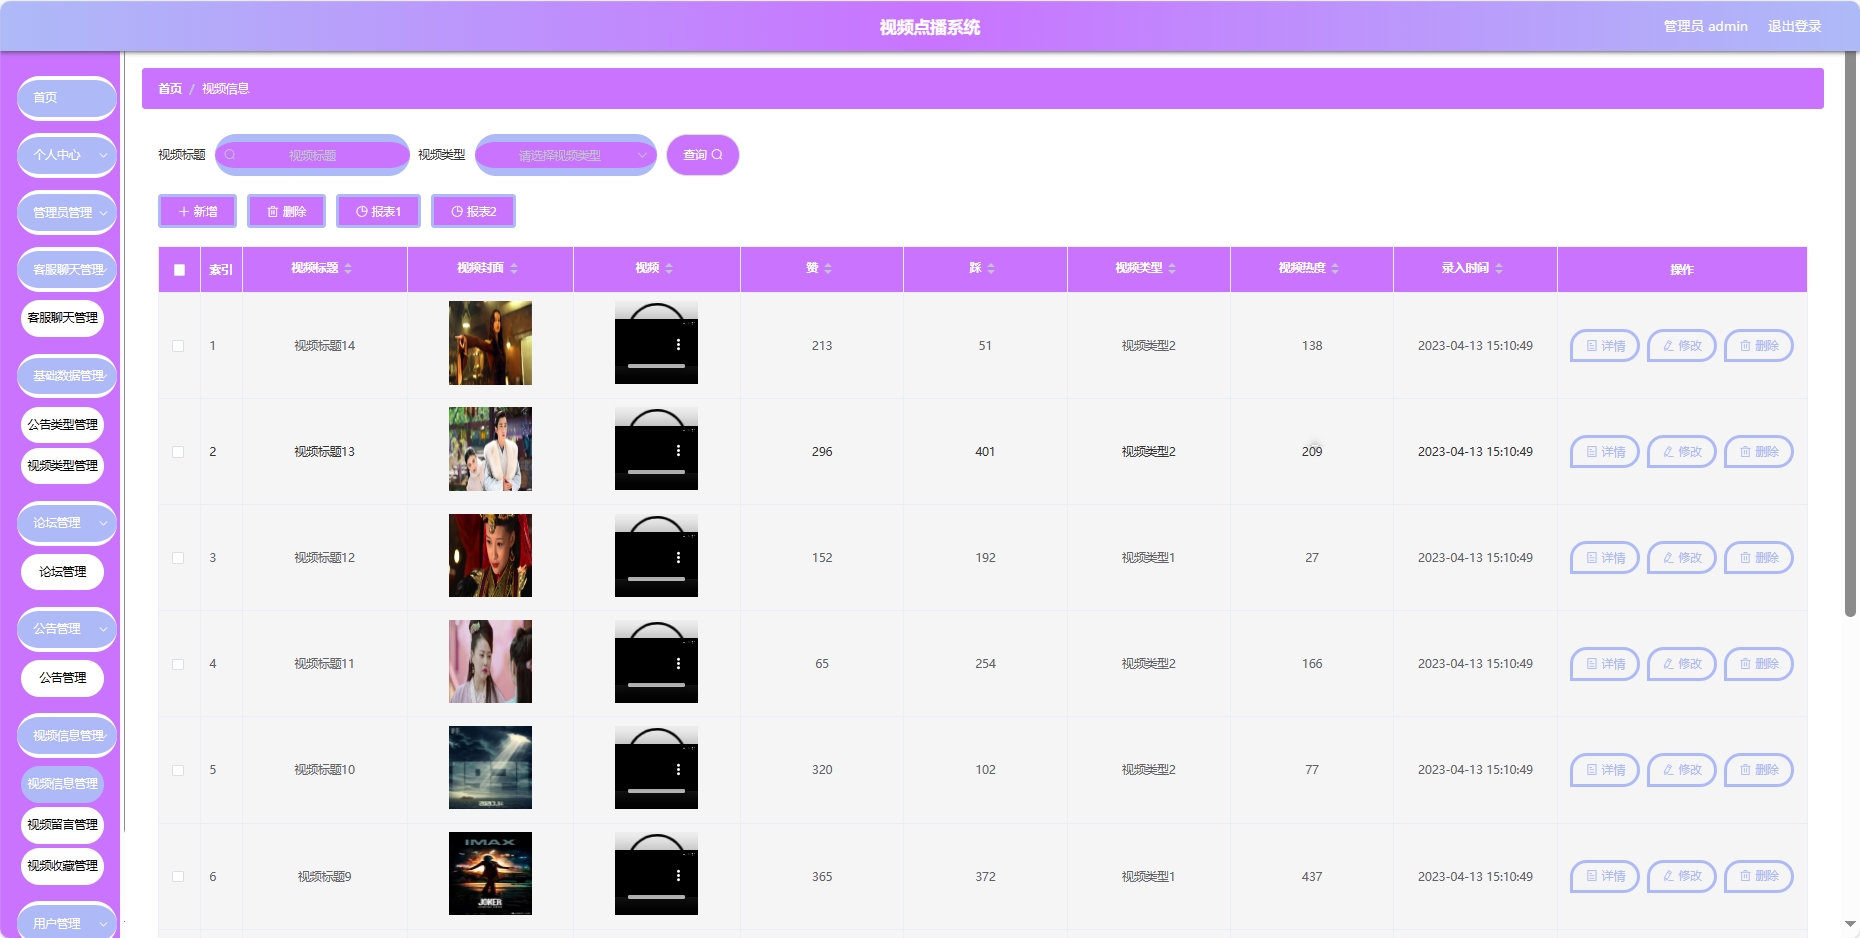 视频点播系统
管理员 admin 退出登录
首页
个人中心
管理员管理
客服聊天管理
客服聊天管理
基础数据管理
公告类型管理
视频类型管理
论坛管理
论坛管理
公告管理
公告管理
视频信息管理
视频信息管理
视频留言管理
视频收藏管理
用户管理
首页 / 视频信息
视频标题 视频标题 视频类型 请选择视频类型 查询
新增 删除 报表1 报表2
索引 视频标题 视频封面 视频 赞 踩 视频类型 视频热度 录入时间 操作
1 视频标题14 213 51 视频类型2 138 2023-04-13 15:10:49 详情 修改 删除
2 视频标题13 296 401 视频类型2 209 2023-04-13 15:10:49 详情 修改 删除
3 视频标题12 152 192 视频类型1 27 2023-04-13 15:10:49 详情 修改 删除
4 视频标题11 65 254 视频类型2 166 2023-04-13 15:10:49 详情 修改 删除
5 视频标题10 320 102 视频类型2 77 2023-04-13 15:10:49 详情 修改 删除
IMAX
JOKER
6 视频标题9 365 372 视频类型1 437 2023-04-13 15:10:49 详情 修改 删除